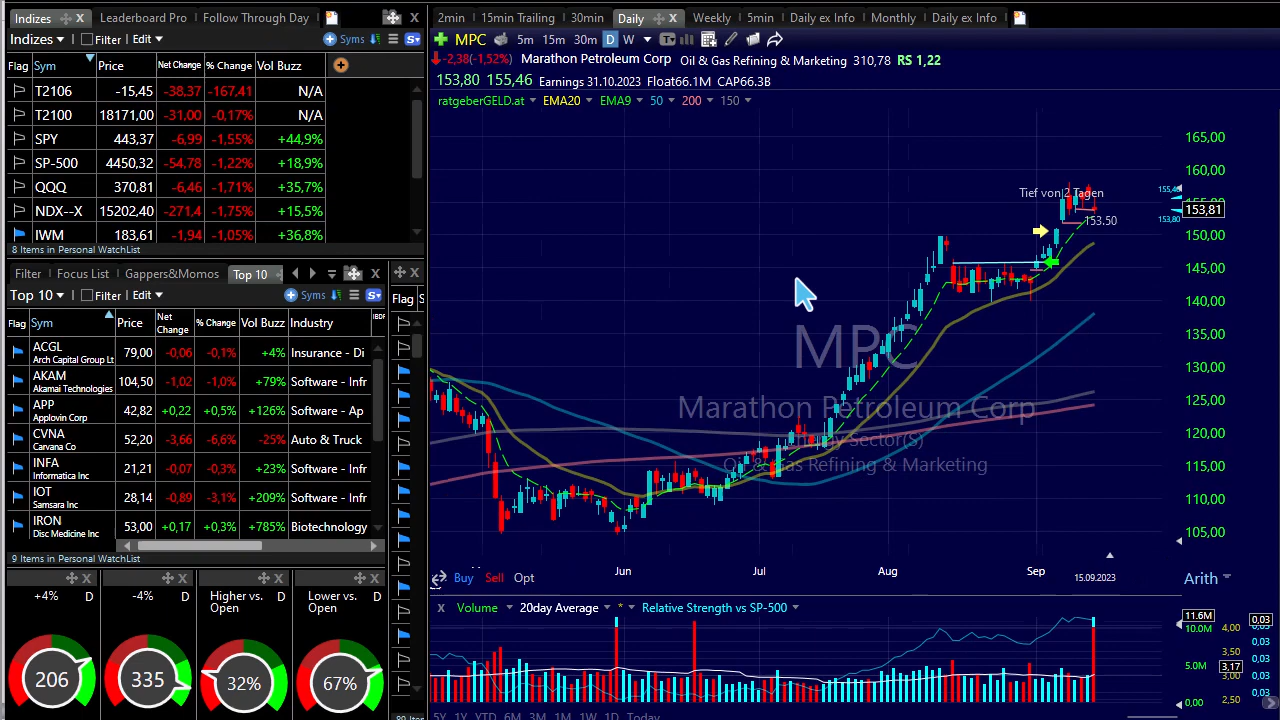 Indizes Leaderboard Pro Follow Through Day
Indizes Filter Edit Syms
Flag Sym Price Net Change % Change Vol Buzz
T2106 -15,45 -38,37 -167,41 N/A
T2100 18171,00 -31,00 -0,17% N/A
SPY 443,37 -6,99 -1,55% +44,9%
SP-500 4450,32 -54,78 -1,22% +18,9%
QQQ 370,81 -6,46 -1,71% +35,7%
NDX--X 15202,40 -271,4 -1,75% +15,5%
IWM 183,61 -1,94 -1,05% +36,8%
8 Items in Personal WatchList
Filter Focus List Gappers&Momos Top 10
Top 10 Filter Edit Syms
Flag Sym Price Net Change % Change Vol Buzz Industry
ACGL 79,00 -0,06 -0,1% +4% Insurance - Di
Arch Capital Group Lt
AKAM 104,50 -1,02 -1,0% +79% Software - Infr
Akamai Technologies
APP 42,82 +0,22 +0,5% +126% Software - Ap
Applovin Corp
CVNA 52,20 -3,66 -6,6% -25% Auto & Truck
Carvana Co
INFA 21,21 -0,07 -0,3% +23% Software - Infr
Informatica Inc
IOT 28,14 -0,89 -3,1% +209% Software - Infr
Samsara Inc
IRON 53,00 +0,17 +0,3% +785% Biotechnology
Disc Medicine Inc
9 Items in Personal WatchList
Flag S
+4% D
206
-4% D
335
Higher vs. Open D
32%
Lower vs. Open D
67%
2min 15min Trailing 30min Daily Weekly 5min Daily ex Info Monthly Daily ex Info
MPC 5m 15m 30m D W
-2,38(-1,52%) Marathon Petroleum Corp Oil & Gas Refining & Marketing 310,78 RS 1,22
153,80 155,46 Earnings 31.10.2023 Float66.1M CAP66.3B
ratgeberGELD.at EMA20 EMA9 50 200 150
165,00
160,00
Tief von 2 Tagen
155,46
155,00
153,81
153,80
153.50
150,00
145,00
140,00
135,00
130,00
125,00
120,00
115,00
110,00
105,00
MPC
Marathon Petroleum Corp
Oil & Gas Refining & Marketing
Jun Jul Aug Sep 15.09.2023
Buy Sell Opt Arith
X Volume 20day Average * Relative Strength vs SP-500
11.6M
10.0M 4,00
0,03
3,50
5.0M 3,17
3,00
0,00 2,50
0,03
0,03
0,02
0,02
5Y 1Y YTD 6M 3M 1M 1W 1D Today